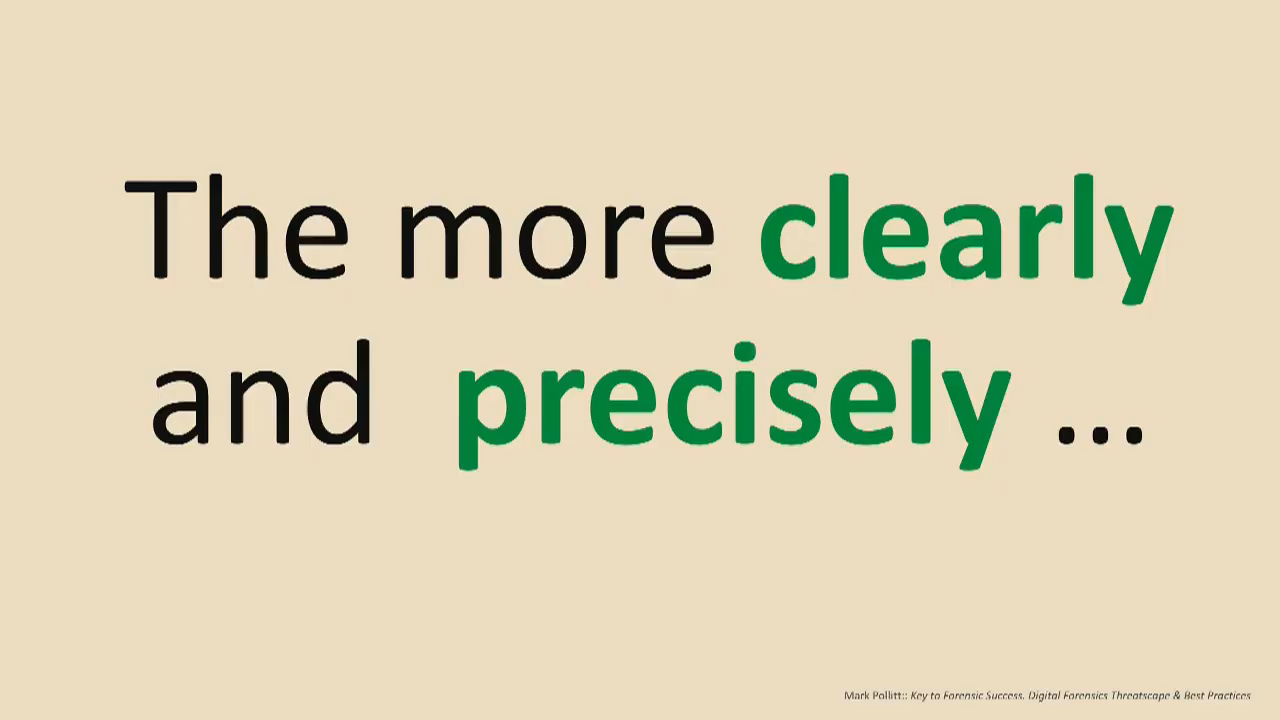 The more clearly
and precisely ...
Mark Pollitt:: Key to Forensic Success. Digital Forensics Threatscape & Best Practices